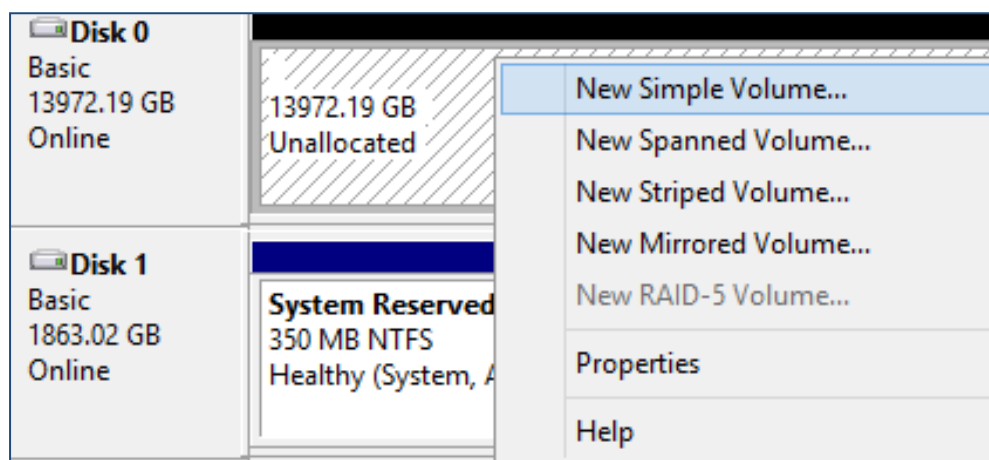 Disk 0
Basic
13972.19 GB
Online
13972.19 GB
Unallocated
Disk 1
Basic
1863.02 GB
Online
System Reserved
350 MB NTFS
Healthy (System, A
New Simple Volume...
New Spanned Volume...
New Striped Volume...
New Mirrored Volume...
New RAID-5 Volume...
Properties
Help